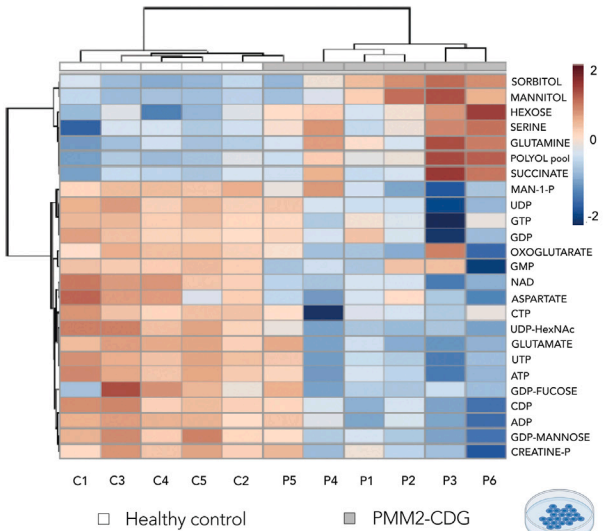 SORBITOL
MANNITOL
2
HEXOSE
SERINE
GLUTAMINE
0
POLYOL pool
SUCCINATE
MAN-1-P
UDP
GTP
-2
GDP
OXOGLUTARATE
GMP
NAD
ASPARTATE
CTP
UDP-HexNAc
GLUTAMATE
UTP
ATP
GDP-FUCOSE
CDP
ADP
GDP-MANNOSE
CREATINE-P
C1 C3 C4 C5 C2 P5 P4 P1 P2 P3 P6
Healthy control PMM2-CDG